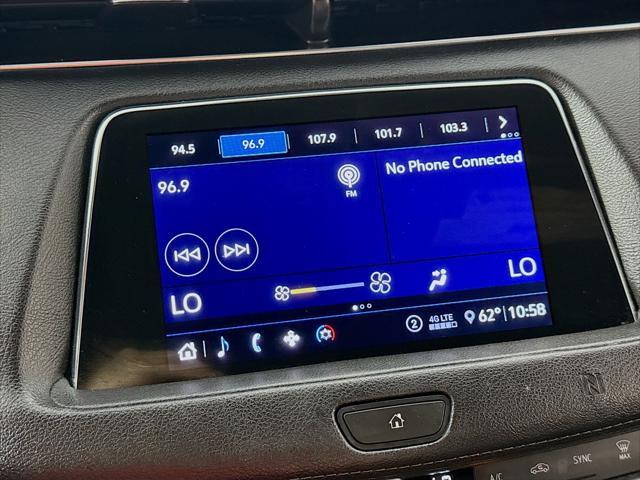 94.5 96.9 107.9 101.7 103.3
96.9
FM
No Phone Connected
LO LO
2 4G LTE 62° 10:58
A/C SYNC MAX